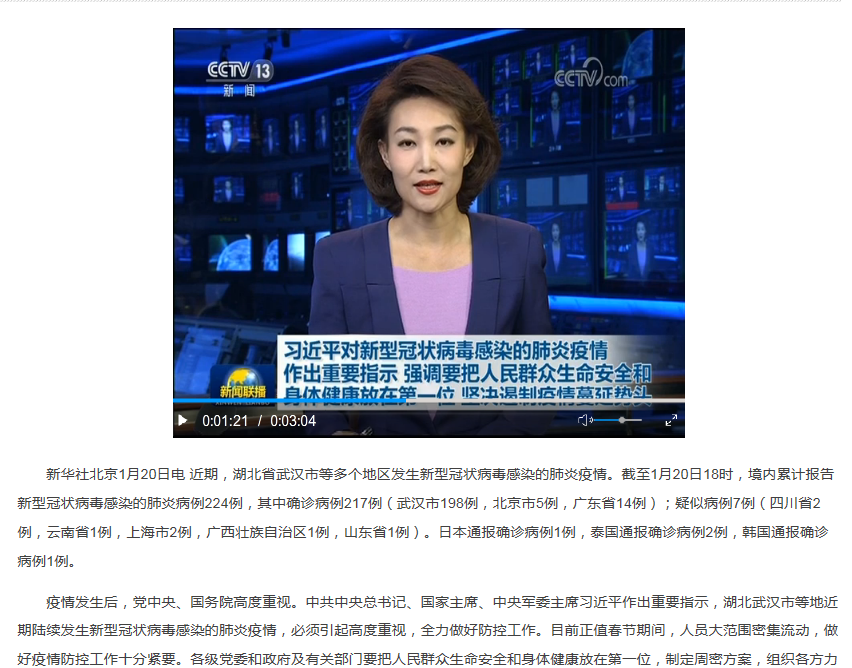 CCTV 13
新闻
CCTV.com
习近平对新型冠状病毒感染的肺炎疫情
作出重要指示 强调要把人民群众生命安全和
身体健康放在第一位 坚决遏制疫情蔓延势头
新闻联播
0:01:21 / 0:03:04
新华社北京1月20日电 近期，湖北省武汉市等多个地区发生新型冠状病毒感染的肺炎疫情。截至1月20日18时，境内累计报告
新型冠状病毒感染的肺炎病例224例，其中确诊病例217例（武汉市198例，北京市5例，广东省14例）；疑似病例7例（四川省2
例，云南省1例，上海市2例，广西壮族自治区1例，山东省1例）。日本通报确诊病例1例，泰国通报确诊病例2例，韩国通报确诊
病例1例。
疫情发生后，党中央、国务院高度重视。中共中央总书记、国家主席、中央军委主席习近平作出重要指示，湖北武汉市等地近
期陆续发生新型冠状病毒感染的肺炎疫情，必须引起高度重视，全力做好防控工作。目前正值春节期间，人员大范围密集流动，做
好疫情防控工作十分紧要。各级党委和政府及有关部门要把人民群众生命安全和身体健康放在第一位，制定周密方案，组织各方力